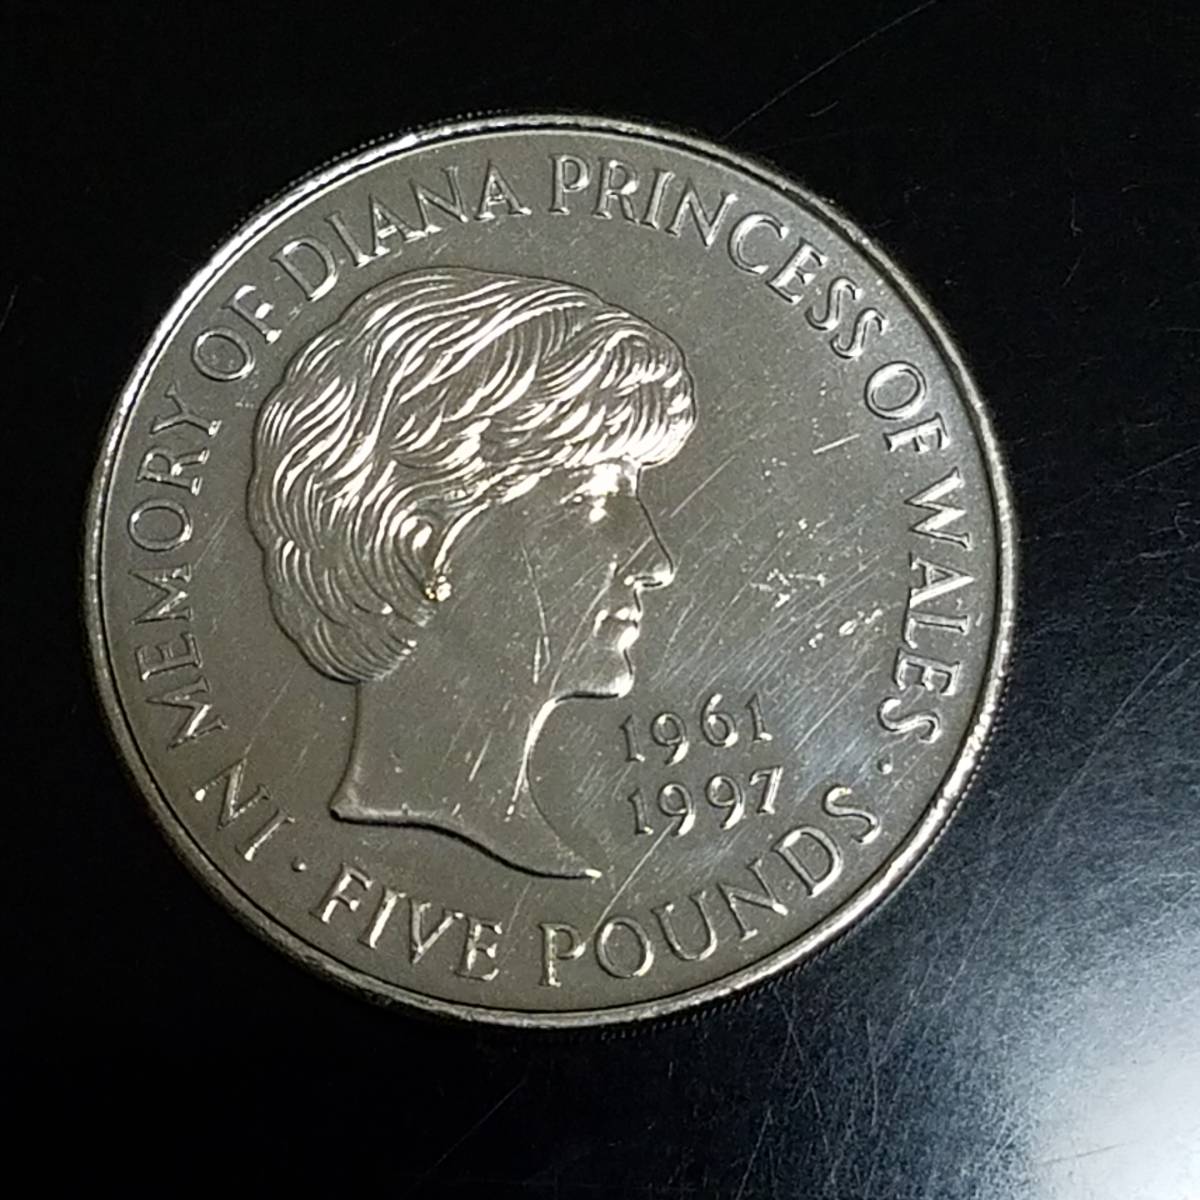 IN MEMORY OF DIANA PRINCESS OF WALES ·
FIVE POUNDS ·
1961
1997